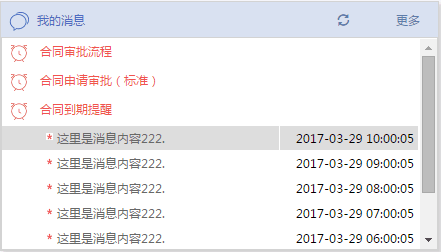 我的消息 更多
合同审批流程
合同申请审批（标准）
合同到期提醒
* 这里是消息内容222. 2017-03-29 10:00:05
* 这里是消息内容222. 2017-03-29 09:00:05
* 这里是消息内容222. 2017-03-29 08:00:05
* 这里是消息内容222. 2017-03-29 07:00:05
* 这里是消息内容222. 2017-03-29 06:00:05